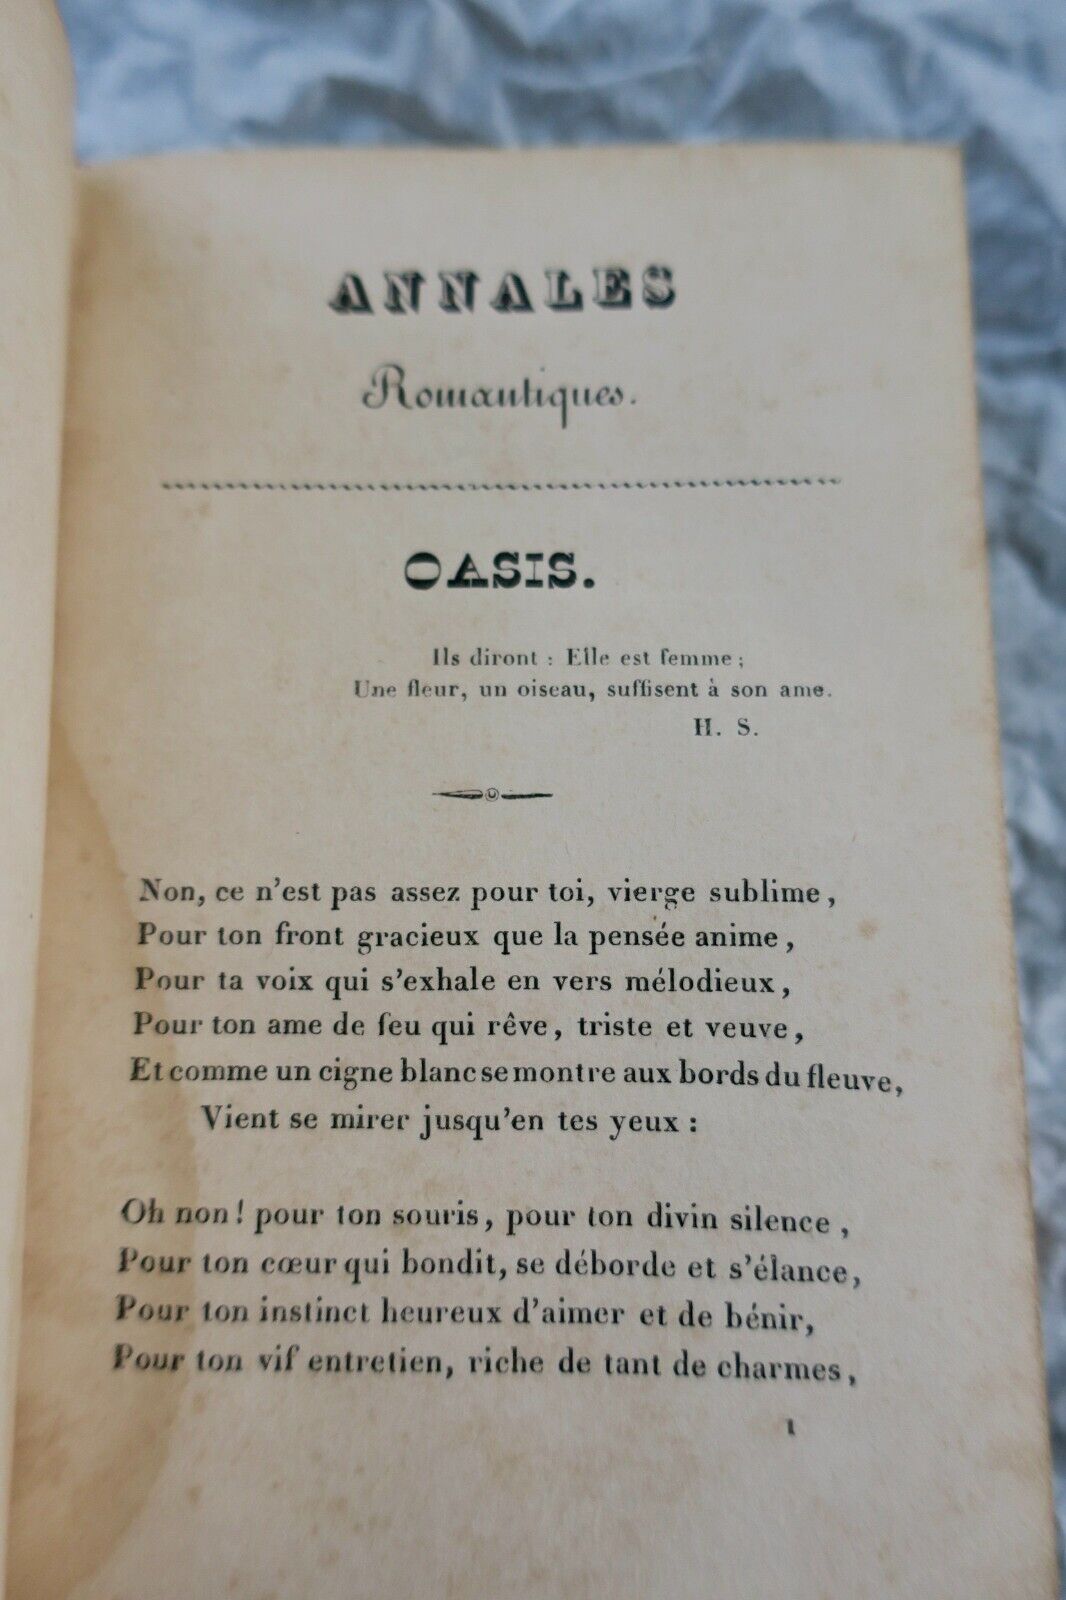 ANNALES
Romantiques.
OASIS.
Ils diront : Elle est femme ;
Une fleur, un oiseau, suffisent à son ame.
H. S.
Non, ce n'est pas assez pour toi, vierge sublime,
Pour ton front gracieux que la pensée anime,
Pour ta voix qui s'exhale en vers mélodieux,
Pour ton ame de feu qui rêve, triste et veuve,
Et comme un cigne blanc se montre aux bords du fleuve,
Vient se mirer jusqu'en tes yeux :
Oh non ! pour ton souris, pour ton divin silence,
Pour ton cœur qui bondit, se déborde et s'élance,
Pour ton instinct heureux d'aimer et de bénir,
Pour ton vif entretien, riche de tant de charmes,
1